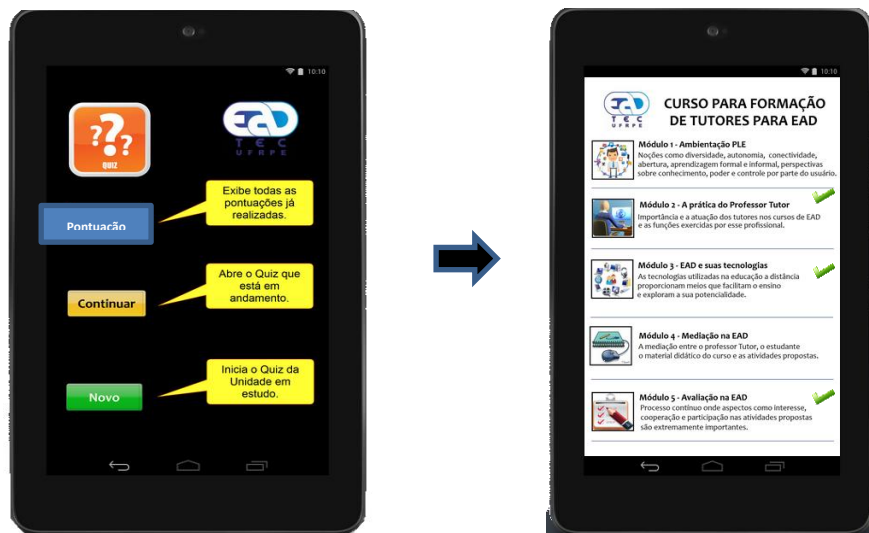 10:10
???
QUIZ
EAD
TEC
UFRPE
Exibe todas as
pontuações já
realizadas.
Pontuação
Abre o Quiz que
está em
andamento.
Continuar
Inicia o Quiz da
Unidade em
estudo.
Novo
10:10
EAD
TEC
UFRPE
CURSO PARA FORMAÇÃO
DE TUTORES PARA EAD
Módulo 1 - Ambientação PLE
Noções como diversidade, autonomia, conectividade,
abertura, aprendizagem formal e informal, perspectivas
sobre conhecimento, poder e controle por parte do usuário.
Módulo 2 - A prática do Professor Tutor
Importância e a atuação dos tutores nos cursos de EAD
e as funções exercidas por esse profissional.
Módulo 3 - EAD e suas tecnologias
As tecnologias utilizadas na educação a distância
proporcionam meios que facilitam o ensino
e exploram a sua potencialidade.
Módulo 4 - Mediação na EAD
A mediação entre o professor Tutor, o estudante
o material didático do curso e as atividades propostas.
Módulo 5 - Avaliação na EAD
Processo contínuo onde aspectos como interesse,
cooperação e participação nas atividades propostas
são extremamente importantes.